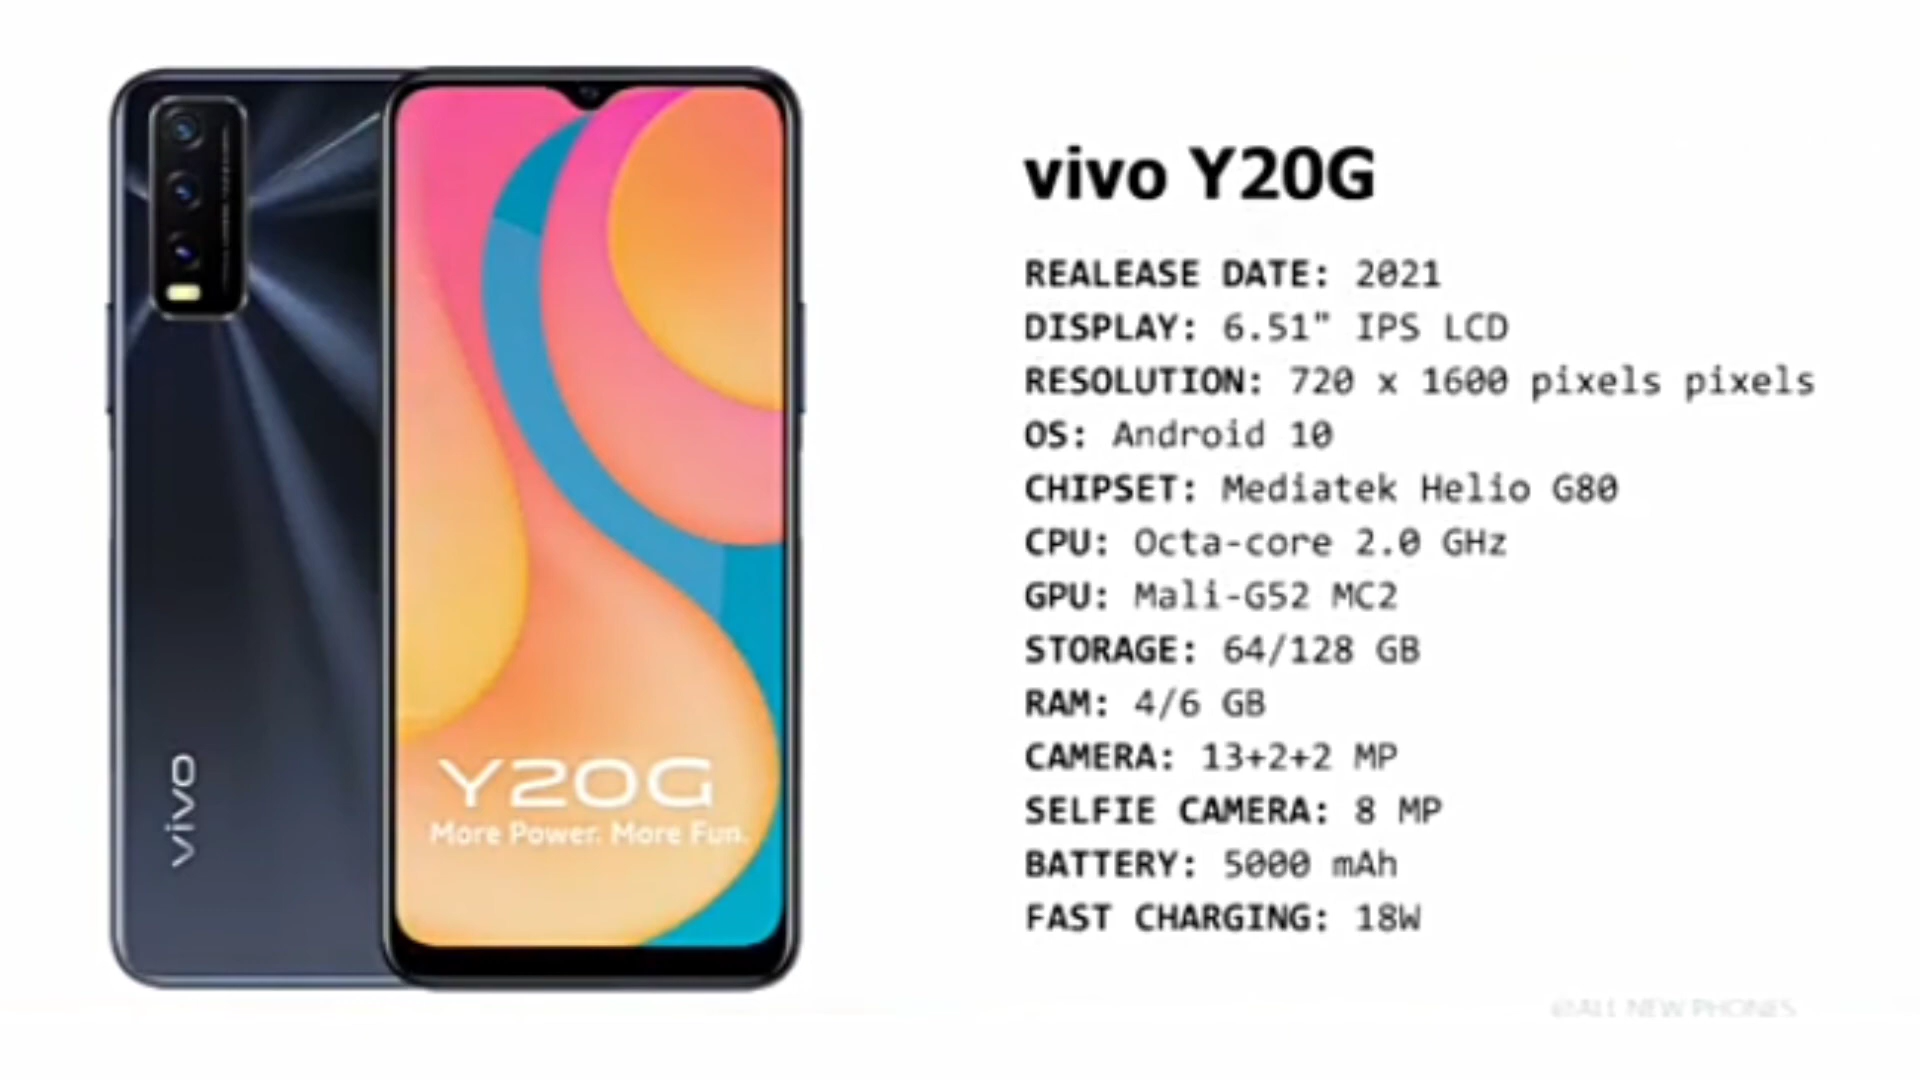 vivo
Y20G
More Power. More Fun.
vivo Y20G
REALEASE DATE: 2021
DISPLAY: 6.51" IPS LCD
RESOLUTION: 720 x 1600 pixels pixels
OS: Android 10
CHIPSET: Mediatek Helio G80
CPU: Octa-core 2.0 GHz
GPU: Mali-G52 MC2
STORAGE: 64/128 GB
RAM: 4/6 GB
CAMERA: 13+2+2 MP
SELFIE CAMERA: 8 MP
BATTERY: 5000 mAh
FAST CHARGING: 18W
@ALL NEW PHONES